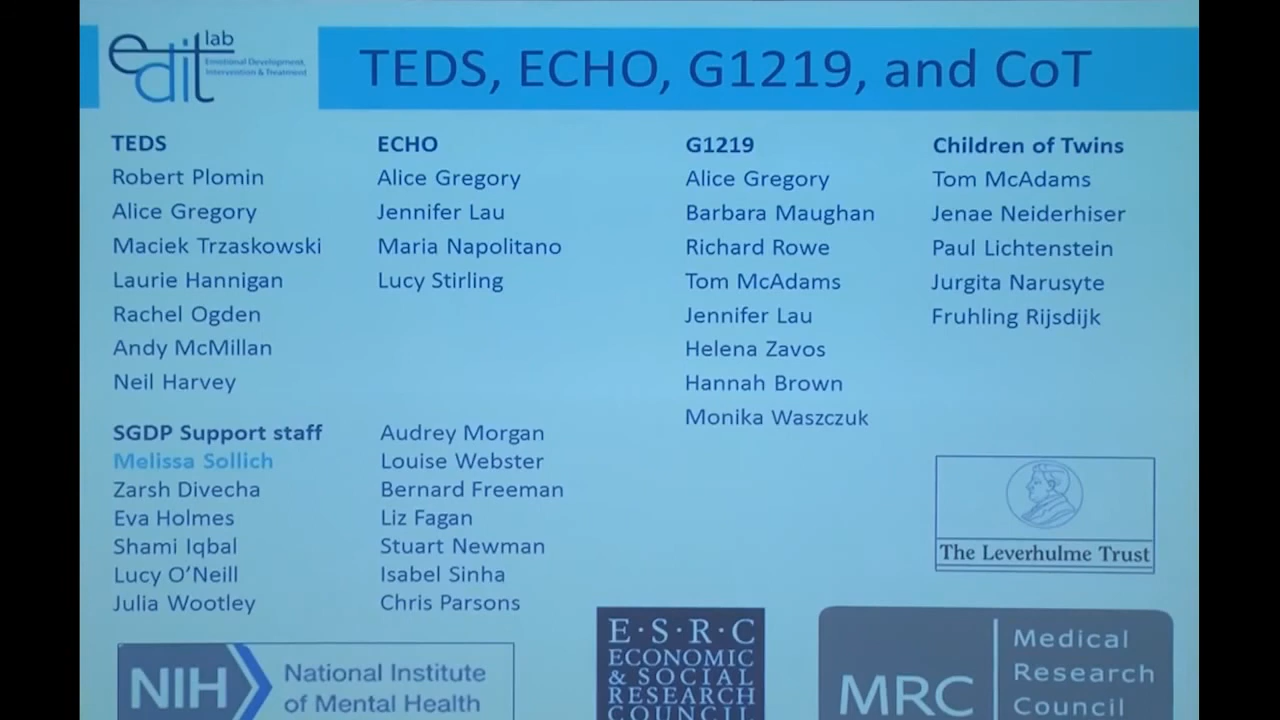 edit lab
Emotional Development,
Intervention & Treatment
TEDS, ECHO, G1219, and CoT
TEDS
Robert Plomin
Alice Gregory
Maciek Trzaskowski
Laurie Hannigan
Rachel Ogden
Andy McMillan
Neil Harvey
ECHO
Alice Gregory
Jennifer Lau
Maria Napolitano
Lucy Stirling
G1219
Alice Gregory
Barbara Maughan
Richard Rowe
Tom McAdams
Jennifer Lau
Helena Zavos
Hannah Brown
Monika Waszczuk
Children of Twins
Tom McAdams
Jenae Neiderhiser
Paul Lichtenstein
Jurgita Narusyte
Fruhling Rijsdijk
SGDP Support staff
Melissa Sollich
Zarsh Divecha
Eva Holmes
Shami Iqbal
Lucy O’Neill
Julia Wootley
Audrey Morgan
Louise Webster
Bernard Freeman
Liz Fagan
Stuart Newman
Isabel Sinha
Chris Parsons
The Leverhulme Trust
NIH
National Institute
of Mental Health
E·S·R·C
ECONOMIC
& SOCIAL
RESEARCH
COUNCIL
MRC
Medical
Research
Council